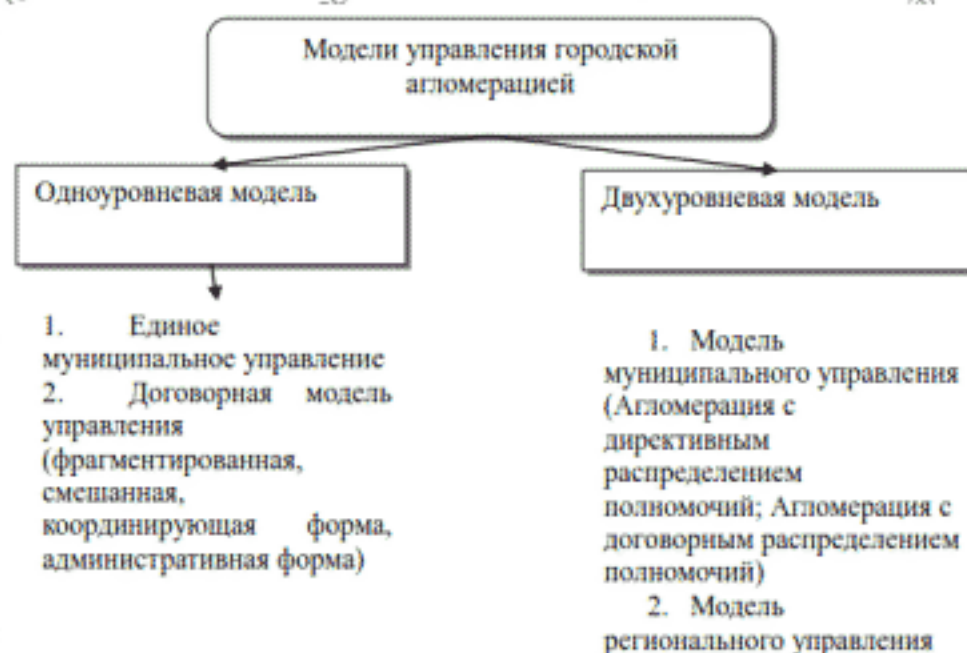 Модели управления городской
агломерацией
Одноуровневая модель
1. Единое
муниципальное управление
2. Договорная модель
управления
(фрагментированная,
смешанная,
координирующая форма,
административная форма)
Двухуровневая модель
1. Модель
муниципального управления
(Агломерация с
директивным
распределением
полномочий; Агломерация с
договорным распределением
полномочий)
2. Модель
регионального управления